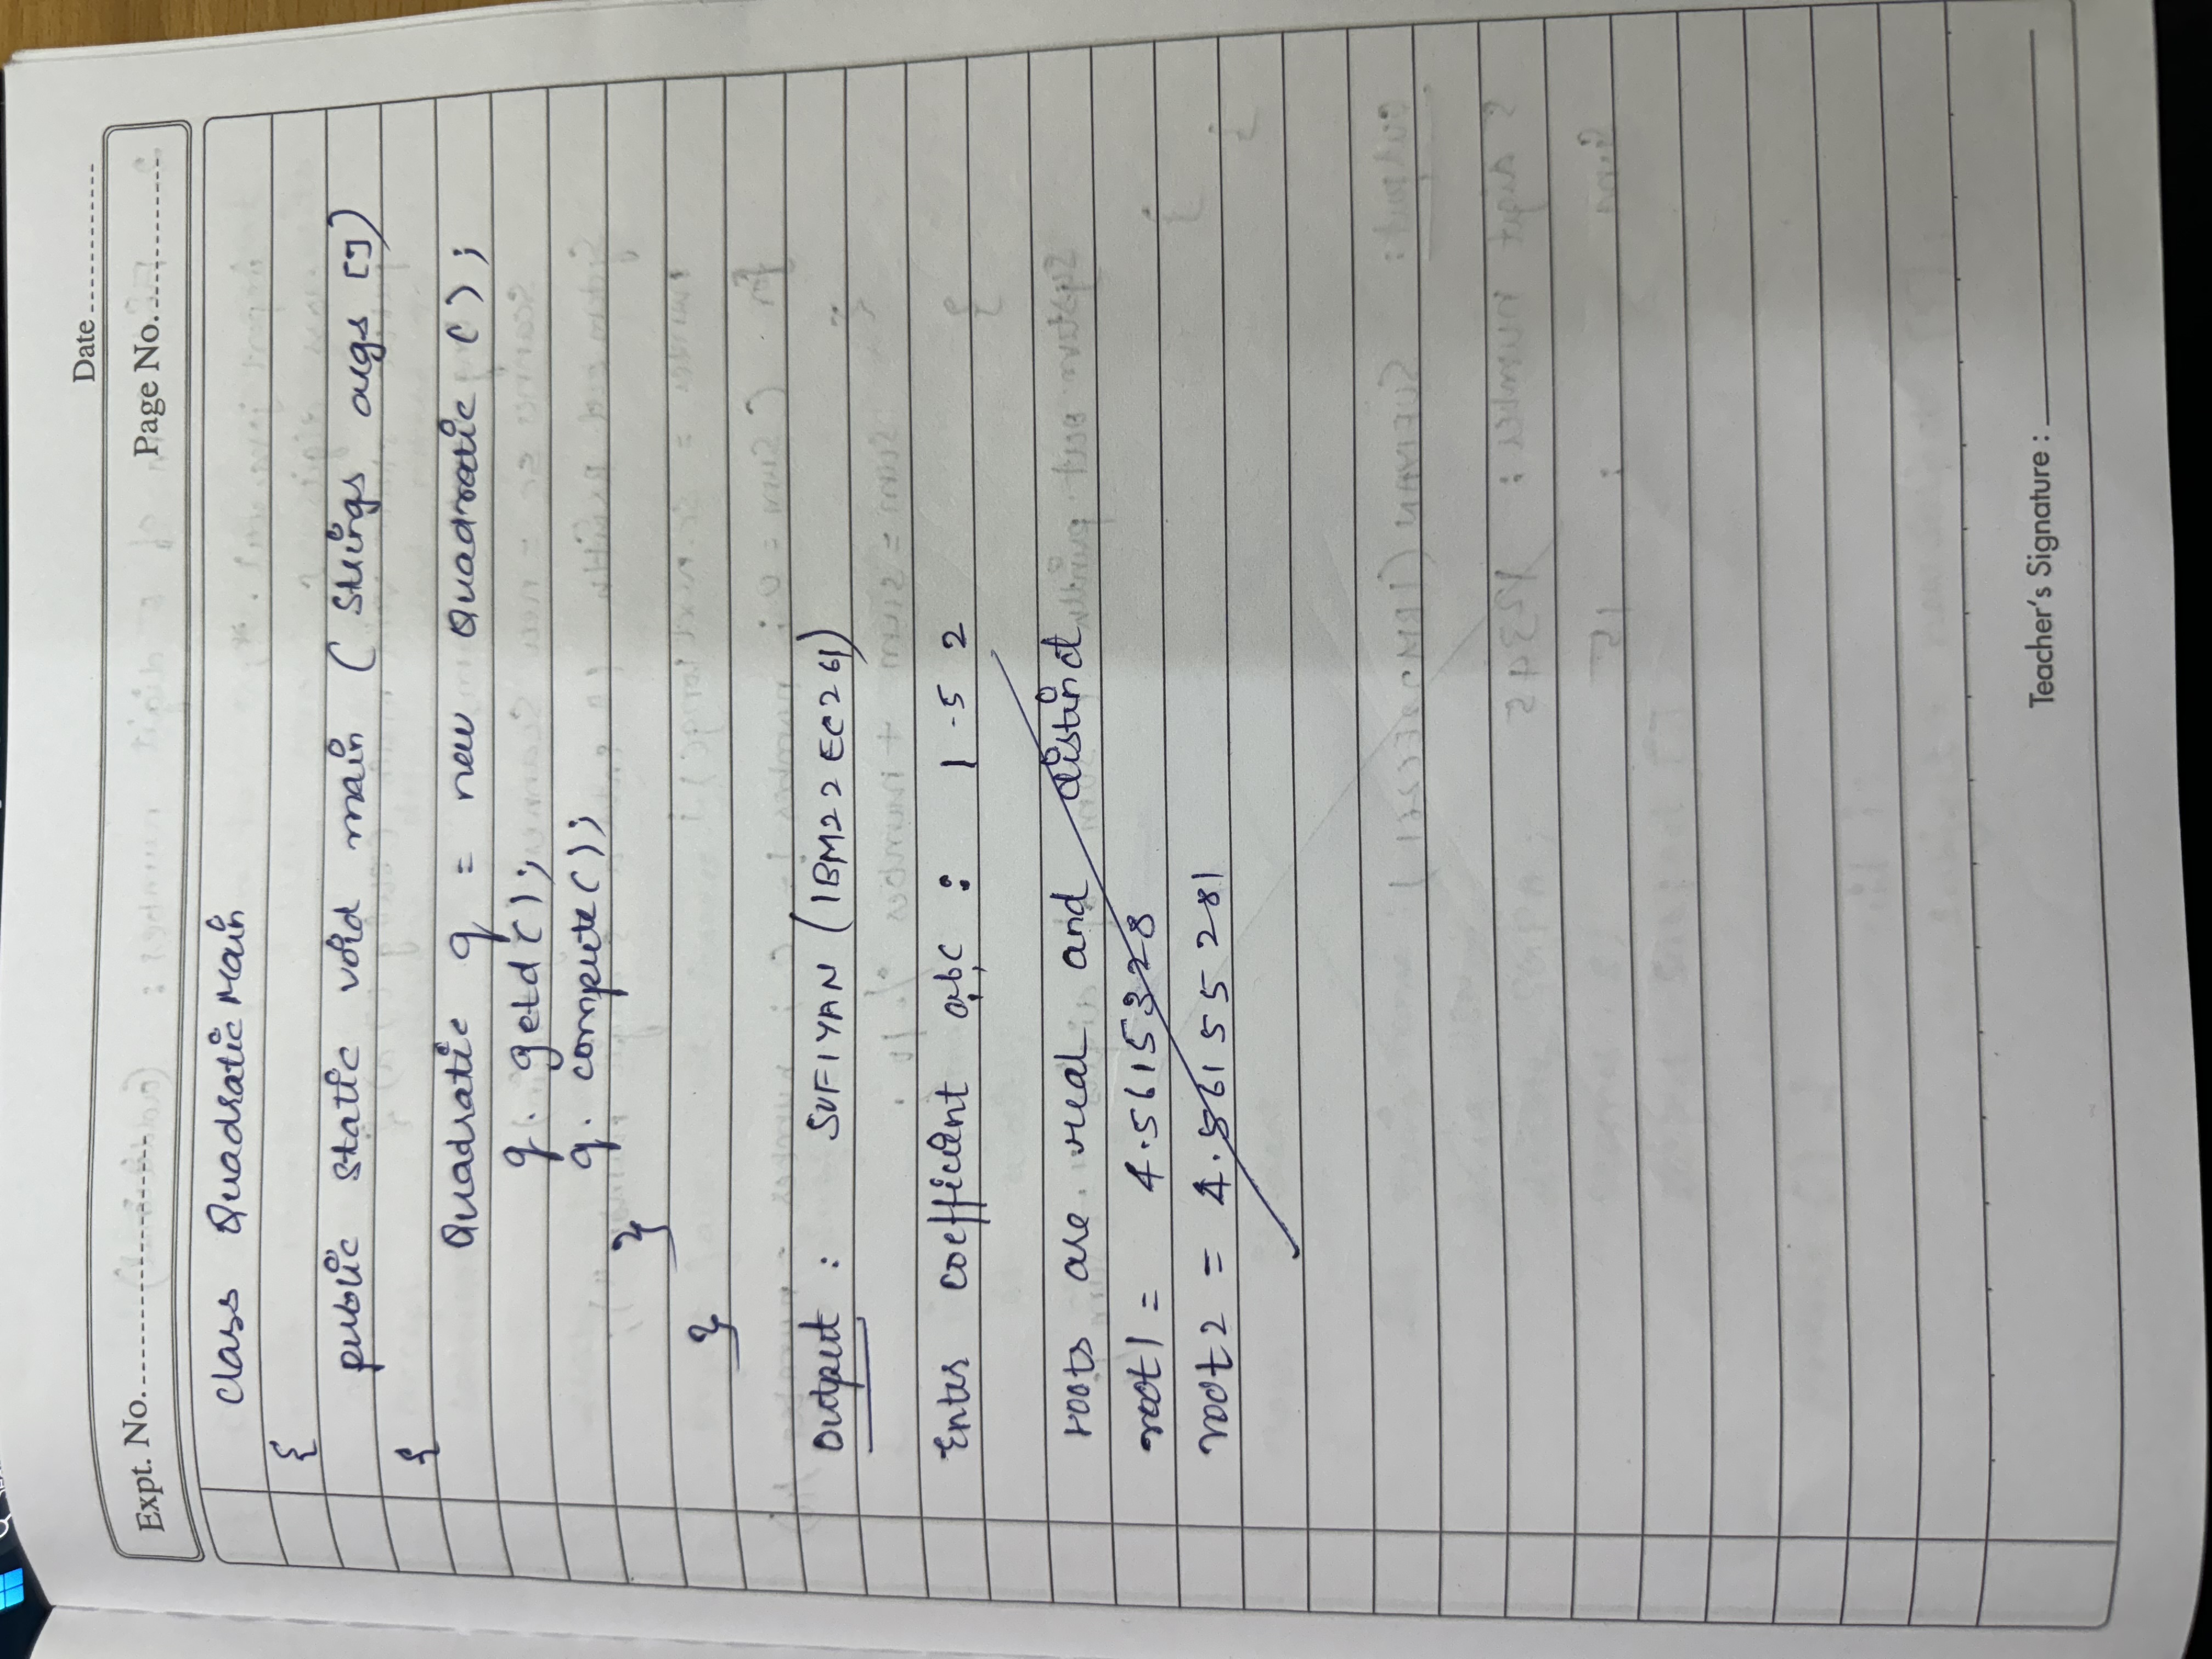 Date
Expt. No.
Page No.
class QuadraticMain
{
public static void main ( Strings args [])
{
Quadratic q = new Quadratic ();
q. getd();
q. compute();
}
}
Output : SUFIYAN (1BM22EC261)
Enter coefficient a,b,c : 1 -5 2
roots are real and distinct
root1 = 4.5615328
root2 = 4.56155281
Teacher's Signature :